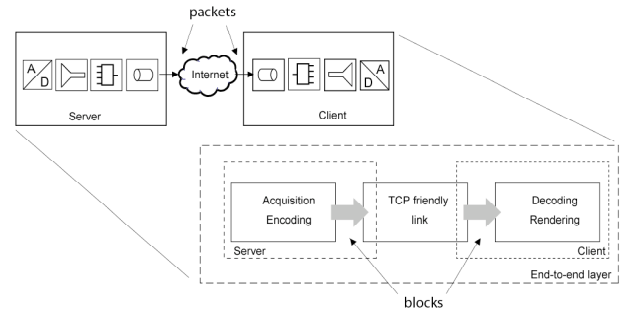 packets
A
D
Internet
A
D
Server
Client
Acquisition
Encoding
TCP friendly
link
Decoding
Rendering
Server
Client
End-to-end layer
blocks